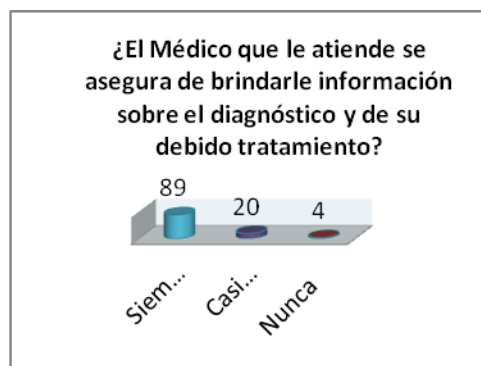 ¿El Médico que le atiende se
asegura de brindarle información
sobre el diagnóstico y de su
debido tratamiento?
89
20
4
Siem...
Casi...
Nunca